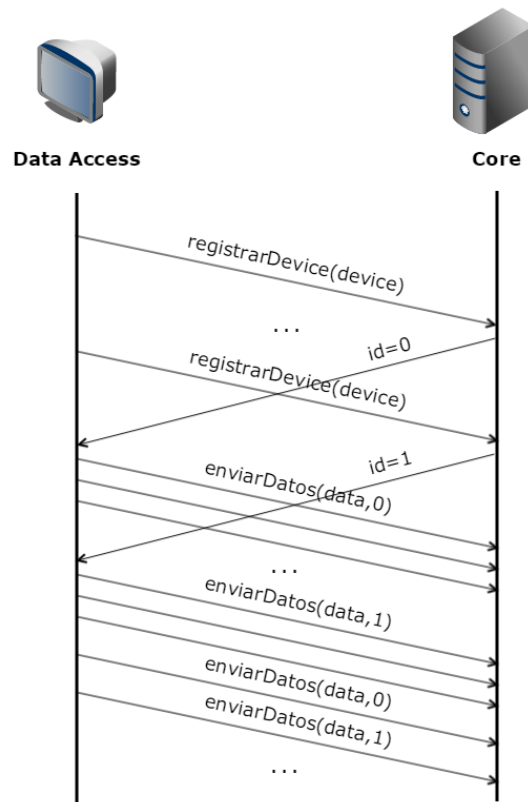 Data Access
Core
registrarDevice(device)
...
id=0
registrarDevice(device)
id=1
enviarDatos(data,0)
...
enviarDatos(data,1)
enviarDatos(data,0)
enviarDatos(data,1)
...